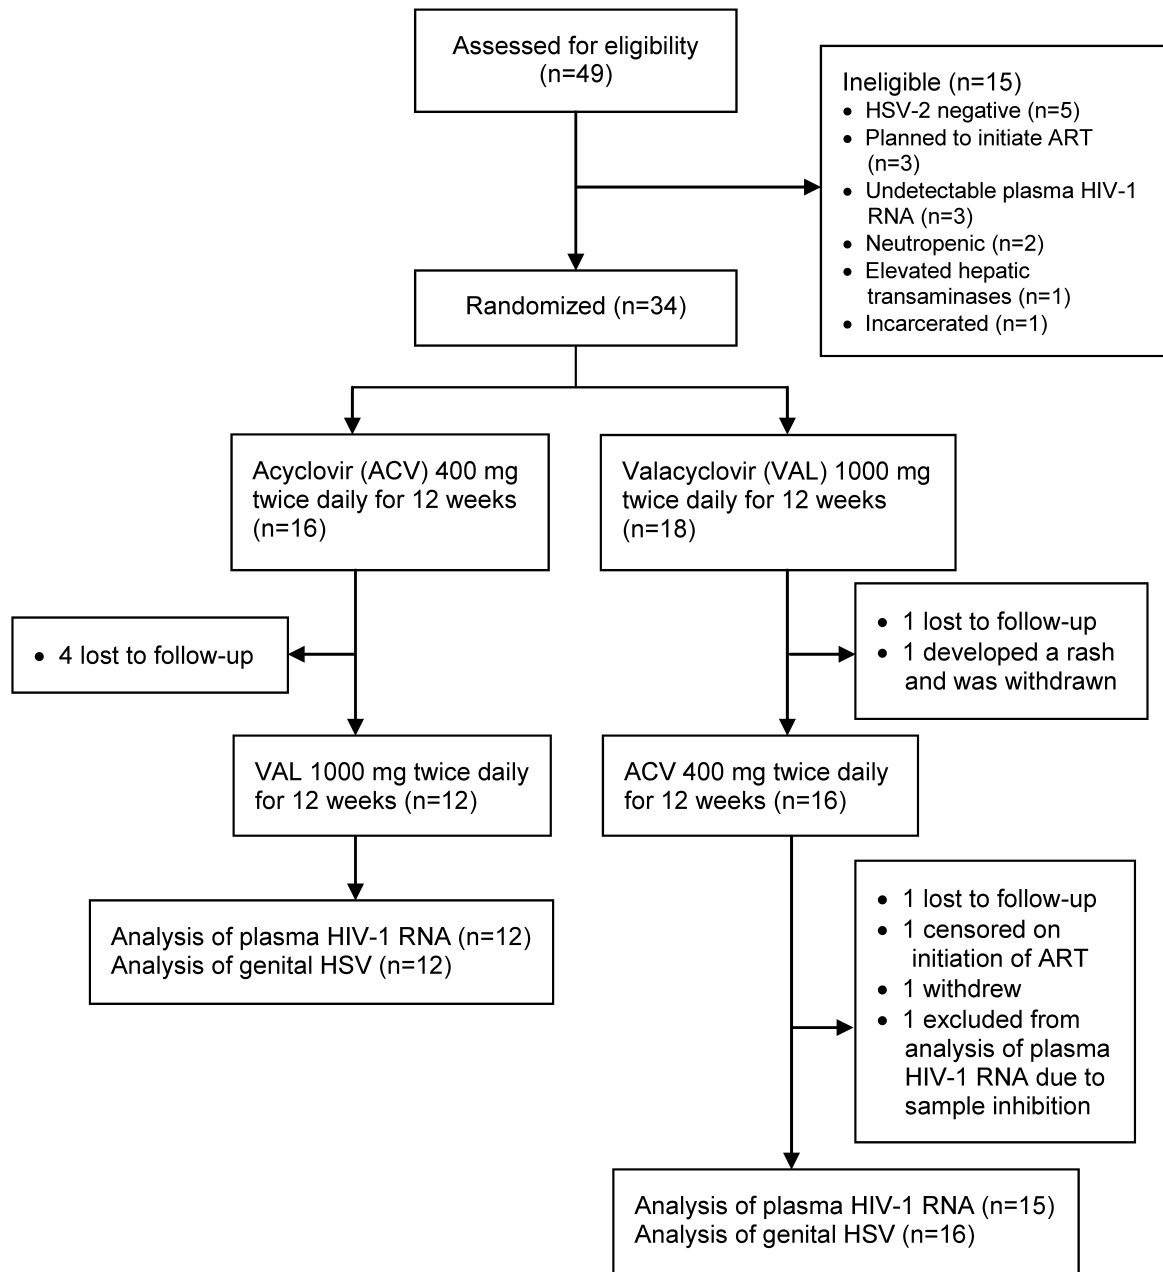 Assessed for eligibility
(n=49)
Ineligible (n=15)
• HSV-2 negative (n=5)
• Planned to initiate ART
(n=3)
• Undetectable plasma HIV-1
RNA (n=3)
• Neutropenic (n=2)
• Elevated hepatic
transaminases (n=1)
• Incarcerated (n=1)
Randomized (n=34)
Acyclovir (ACV) 400 mg
twice daily for 12 weeks
(n=16)
Valacyclovir (VAL) 1000 mg
twice daily for 12 weeks
(n=18)
• 4 lost to follow-up
• 1 lost to follow-up
• 1 developed a rash
and was withdrawn
VAL 1000 mg twice daily
for 12 weeks (n=12)
ACV 400 mg twice daily
for 12 weeks (n=16)
Analysis of plasma HIV-1 RNA (n=12)
Analysis of genital HSV (n=12)
• 1 lost to follow-up
• 1 censored on
initiation of ART
• 1 withdrew
• 1 excluded from
analysis of plasma
HIV-1 RNA due to
sample inhibition
Analysis of plasma HIV-1 RNA (n=15)
Analysis of genital HSV (n=16)